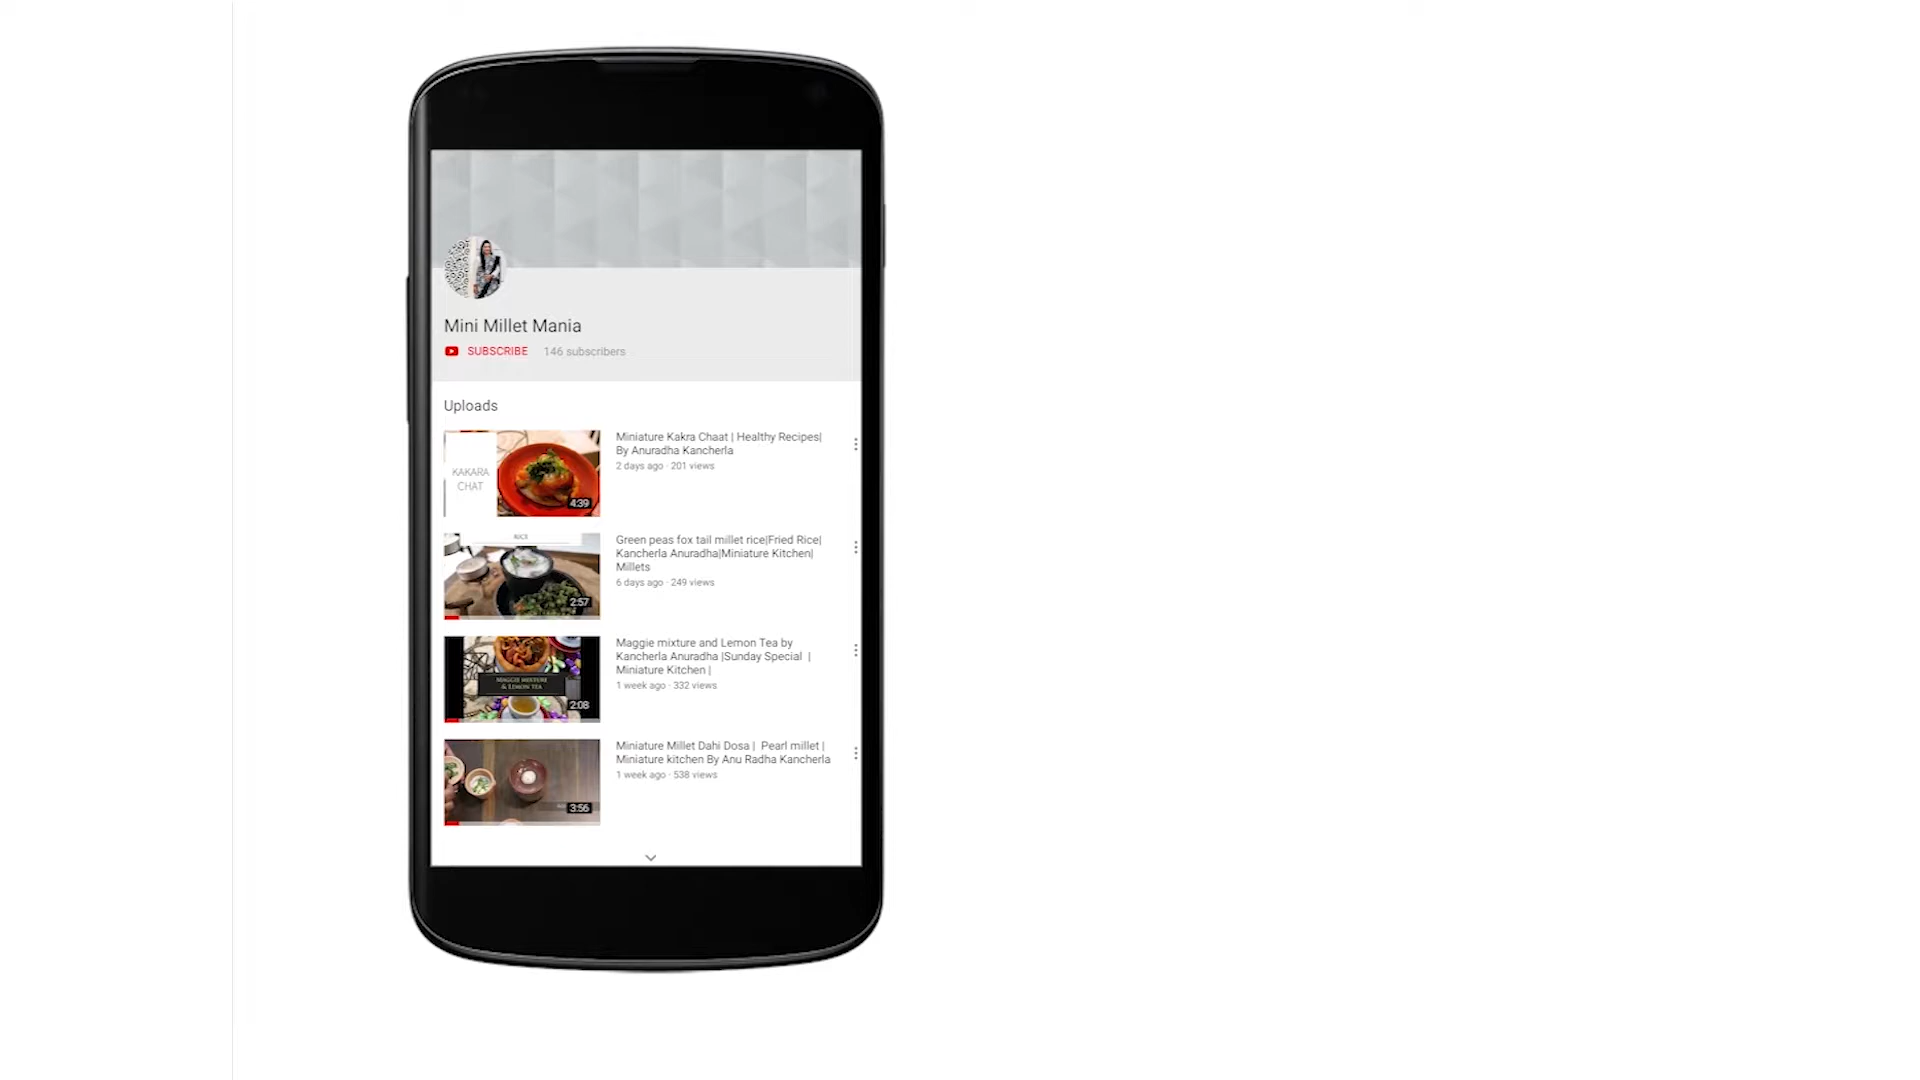 Mini Millet Mania
SUBSCRIBE 146 subscribers
Uploads
KAKARA
CHAT
4:39
Miniature Kakra Chaat | Healthy Recipes|
By Anuradha Kancherla
2 days ago · 201 views
RICE
2:57
Green peas fox tail millet rice|Fried Rice|
Kancherla Anuradha|Miniature Kitchen|
Millets
6 days ago · 249 views
MAGGIE MIXTURE
& LEMON TEA
2:08
Maggie mixture and Lemon Tea by
Kancherla Anuradha |Sunday Special |
Miniature Kitchen |
1 week ago · 332 views
3:56
Miniature Millet Dahi Dosa | Pearl millet |
Miniature kitchen By Anu Radha Kancherla
1 week ago · 538 views